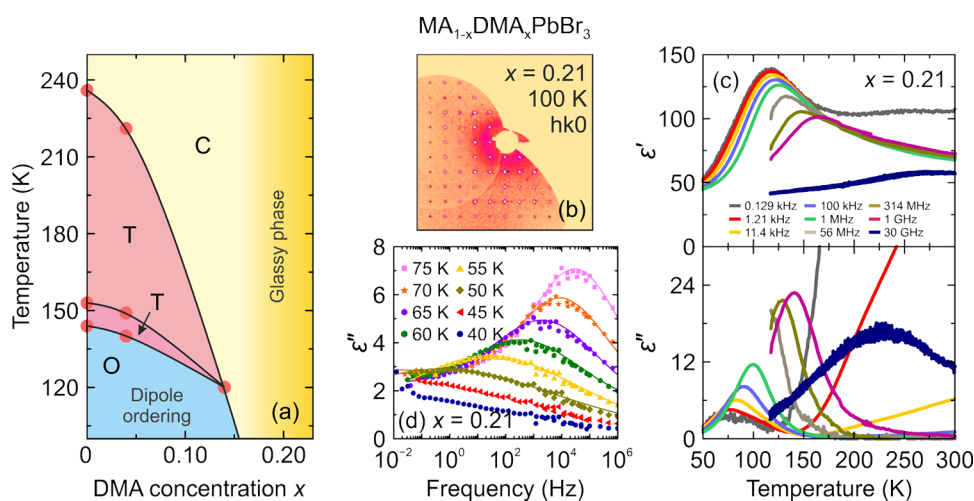 MA1-xDMAxPbBr3
240
210
180
150
120
Temperature (K)
C
T
T
O
Dipole
ordering
Glassy phase
(a)
0
0.10
0.20
DMA concentration x
x = 0.21
100 K
hk0
(b)
8
6
4
2
0
ε″
75 K
70 K
65 K
60 K
55 K
50 K
45 K
40 K
(d) x = 0.21
10-2
100
102
104
106
Frequency (Hz)
150
100
50
0
ε′
(c)
x = 0.21
0.129 kHz
1.21 kHz
11.4 kHz
100 kHz
1 MHz
56 MHz
314 MHz
1 GHz
30 GHz
24
12
0
ε″
50
100
150
200
250
300
Temperature (K)